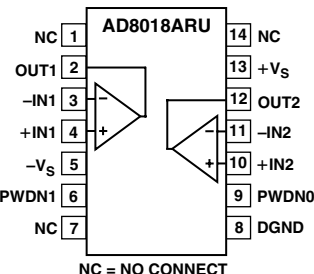 AD8018ARU
NC 1
14 NC
OUT1 2
13 +VS
–IN1 3
–
12 OUT2
+IN1 4
+
–
11 –IN2
–VS 5
+
10 +IN2
PWDN1 6
9 PWDN0
NC 7
8 DGND
NC = NO CONNECT